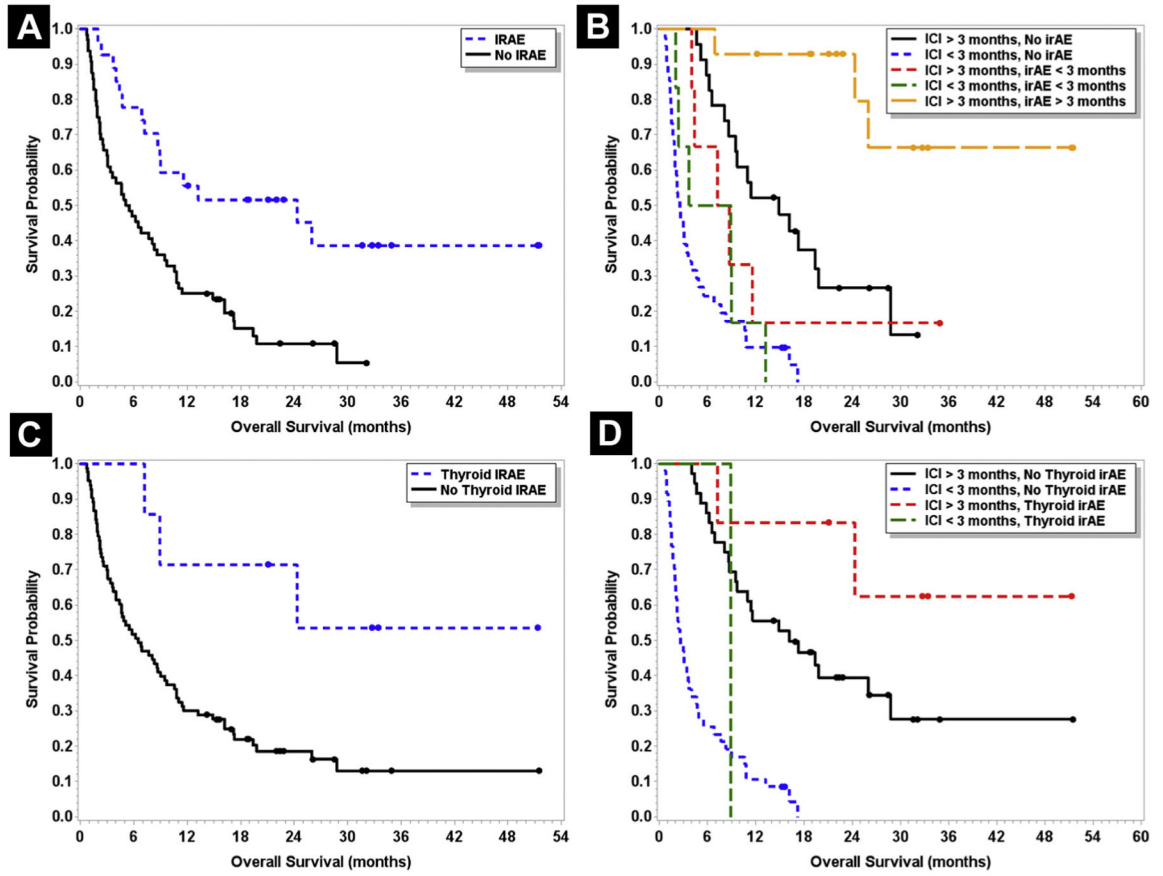 A
1.0
0.9
0.8
0.7
0.6
0.5
0.4
0.3
0.2
0.1
0.0
Survival Probability
IRAE
No IRAE
0 6 12 18 24 30 36 42 48 54
Overall Survival (months)
B
1.0
0.9
0.8
0.7
0.6
0.5
0.4
0.3
0.2
0.1
0.0
Survival Probability
ICI > 3 months, No irAE
ICI < 3 months, No irAE
ICI > 3 months, irAE < 3 months
ICI < 3 months, irAE < 3 months
ICI > 3 months, irAE > 3 months
0 6 12 18 24 30 36 42 48 54 60
Overall Survival (months)
C
1.0
0.9
0.8
0.7
0.6
0.5
0.4
0.3
0.2
0.1
0.0
Survival Probability
Thyroid IRAE
No Thyroid IRAE
0 6 12 18 24 30 36 42 48 54
Overall Survival (months)
D
1.0
0.9
0.8
0.7
0.6
0.5
0.4
0.3
0.2
0.1
0.0
Survival Probability
ICI > 3 months, No Thyroid irAE
ICI < 3 months, No Thyroid irAE
ICI > 3 months, Thyroid irAE
ICI < 3 months, Thyroid irAE
0 6 12 18 24 30 36 42 48 54 60
Overall Survival (months)